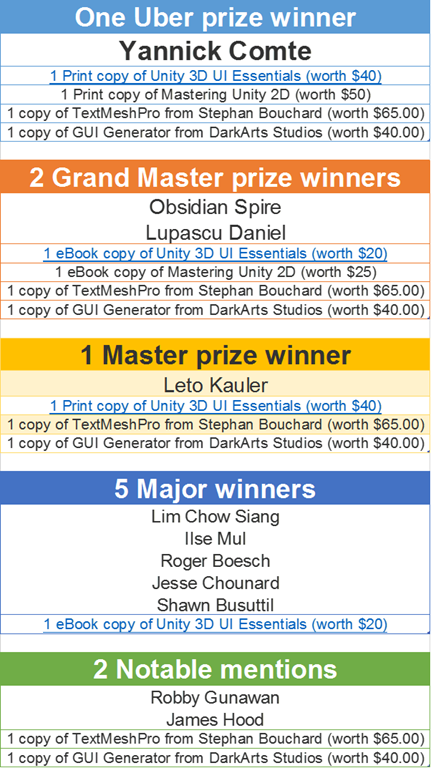 One Uber prize winner
Yannick Comte
1 Print copy of Unity 3D UI Essentials (worth $40)
1 Print copy of Mastering Unity 2D (worth $50)
1 copy of TextMeshPro from Stephan Bouchard (worth $65.00)
1 copy of GUI Generator from DarkArts Studios (worth $40.00)
2 Grand Master prize winners
Obsidian Spire
Lupascu Daniel
1 eBook copy of Unity 3D UI Essentials (worth $20)
1 eBook copy of Mastering Unity 2D (worth $25)
1 copy of TextMeshPro from Stephan Bouchard (worth $65.00)
1 copy of GUI Generator from DarkArts Studios (worth $40.00)
1 Master prize winner
Leto Kauler
1 Print copy of Unity 3D UI Essentials (worth $40)
1 copy of TextMeshPro from Stephan Bouchard (worth $65.00)
1 copy of GUI Generator from DarkArts Studios (worth $40.00)
5 Major winners
Lim Chow Siang
Ilse Mul
Roger Boesch
Jesse Chounard
Shawn Busuttil
1 eBook copy of Unity 3D UI Essentials (worth $20)
2 Notable mentions
Robby Gunawan
James Hood
1 copy of TextMeshPro from Stephan Bouchard (worth $65.00)
1 copy of GUI Generator from DarkArts Studios (worth $40.00)